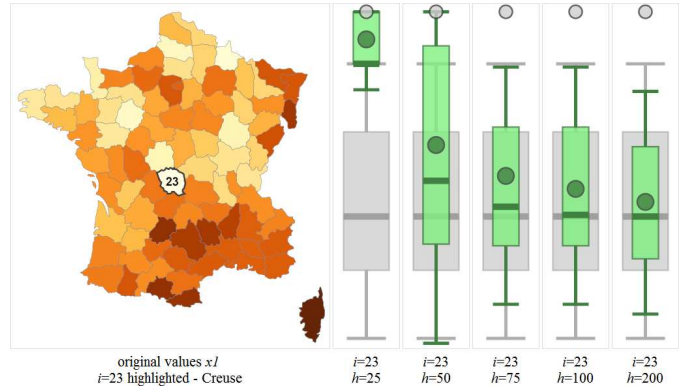 23
original values x1
i=23 highlighted - Creuse
i=23 i=23 i=23 i=23 i=23
h=25 h=50 h=75 h=100 h=200